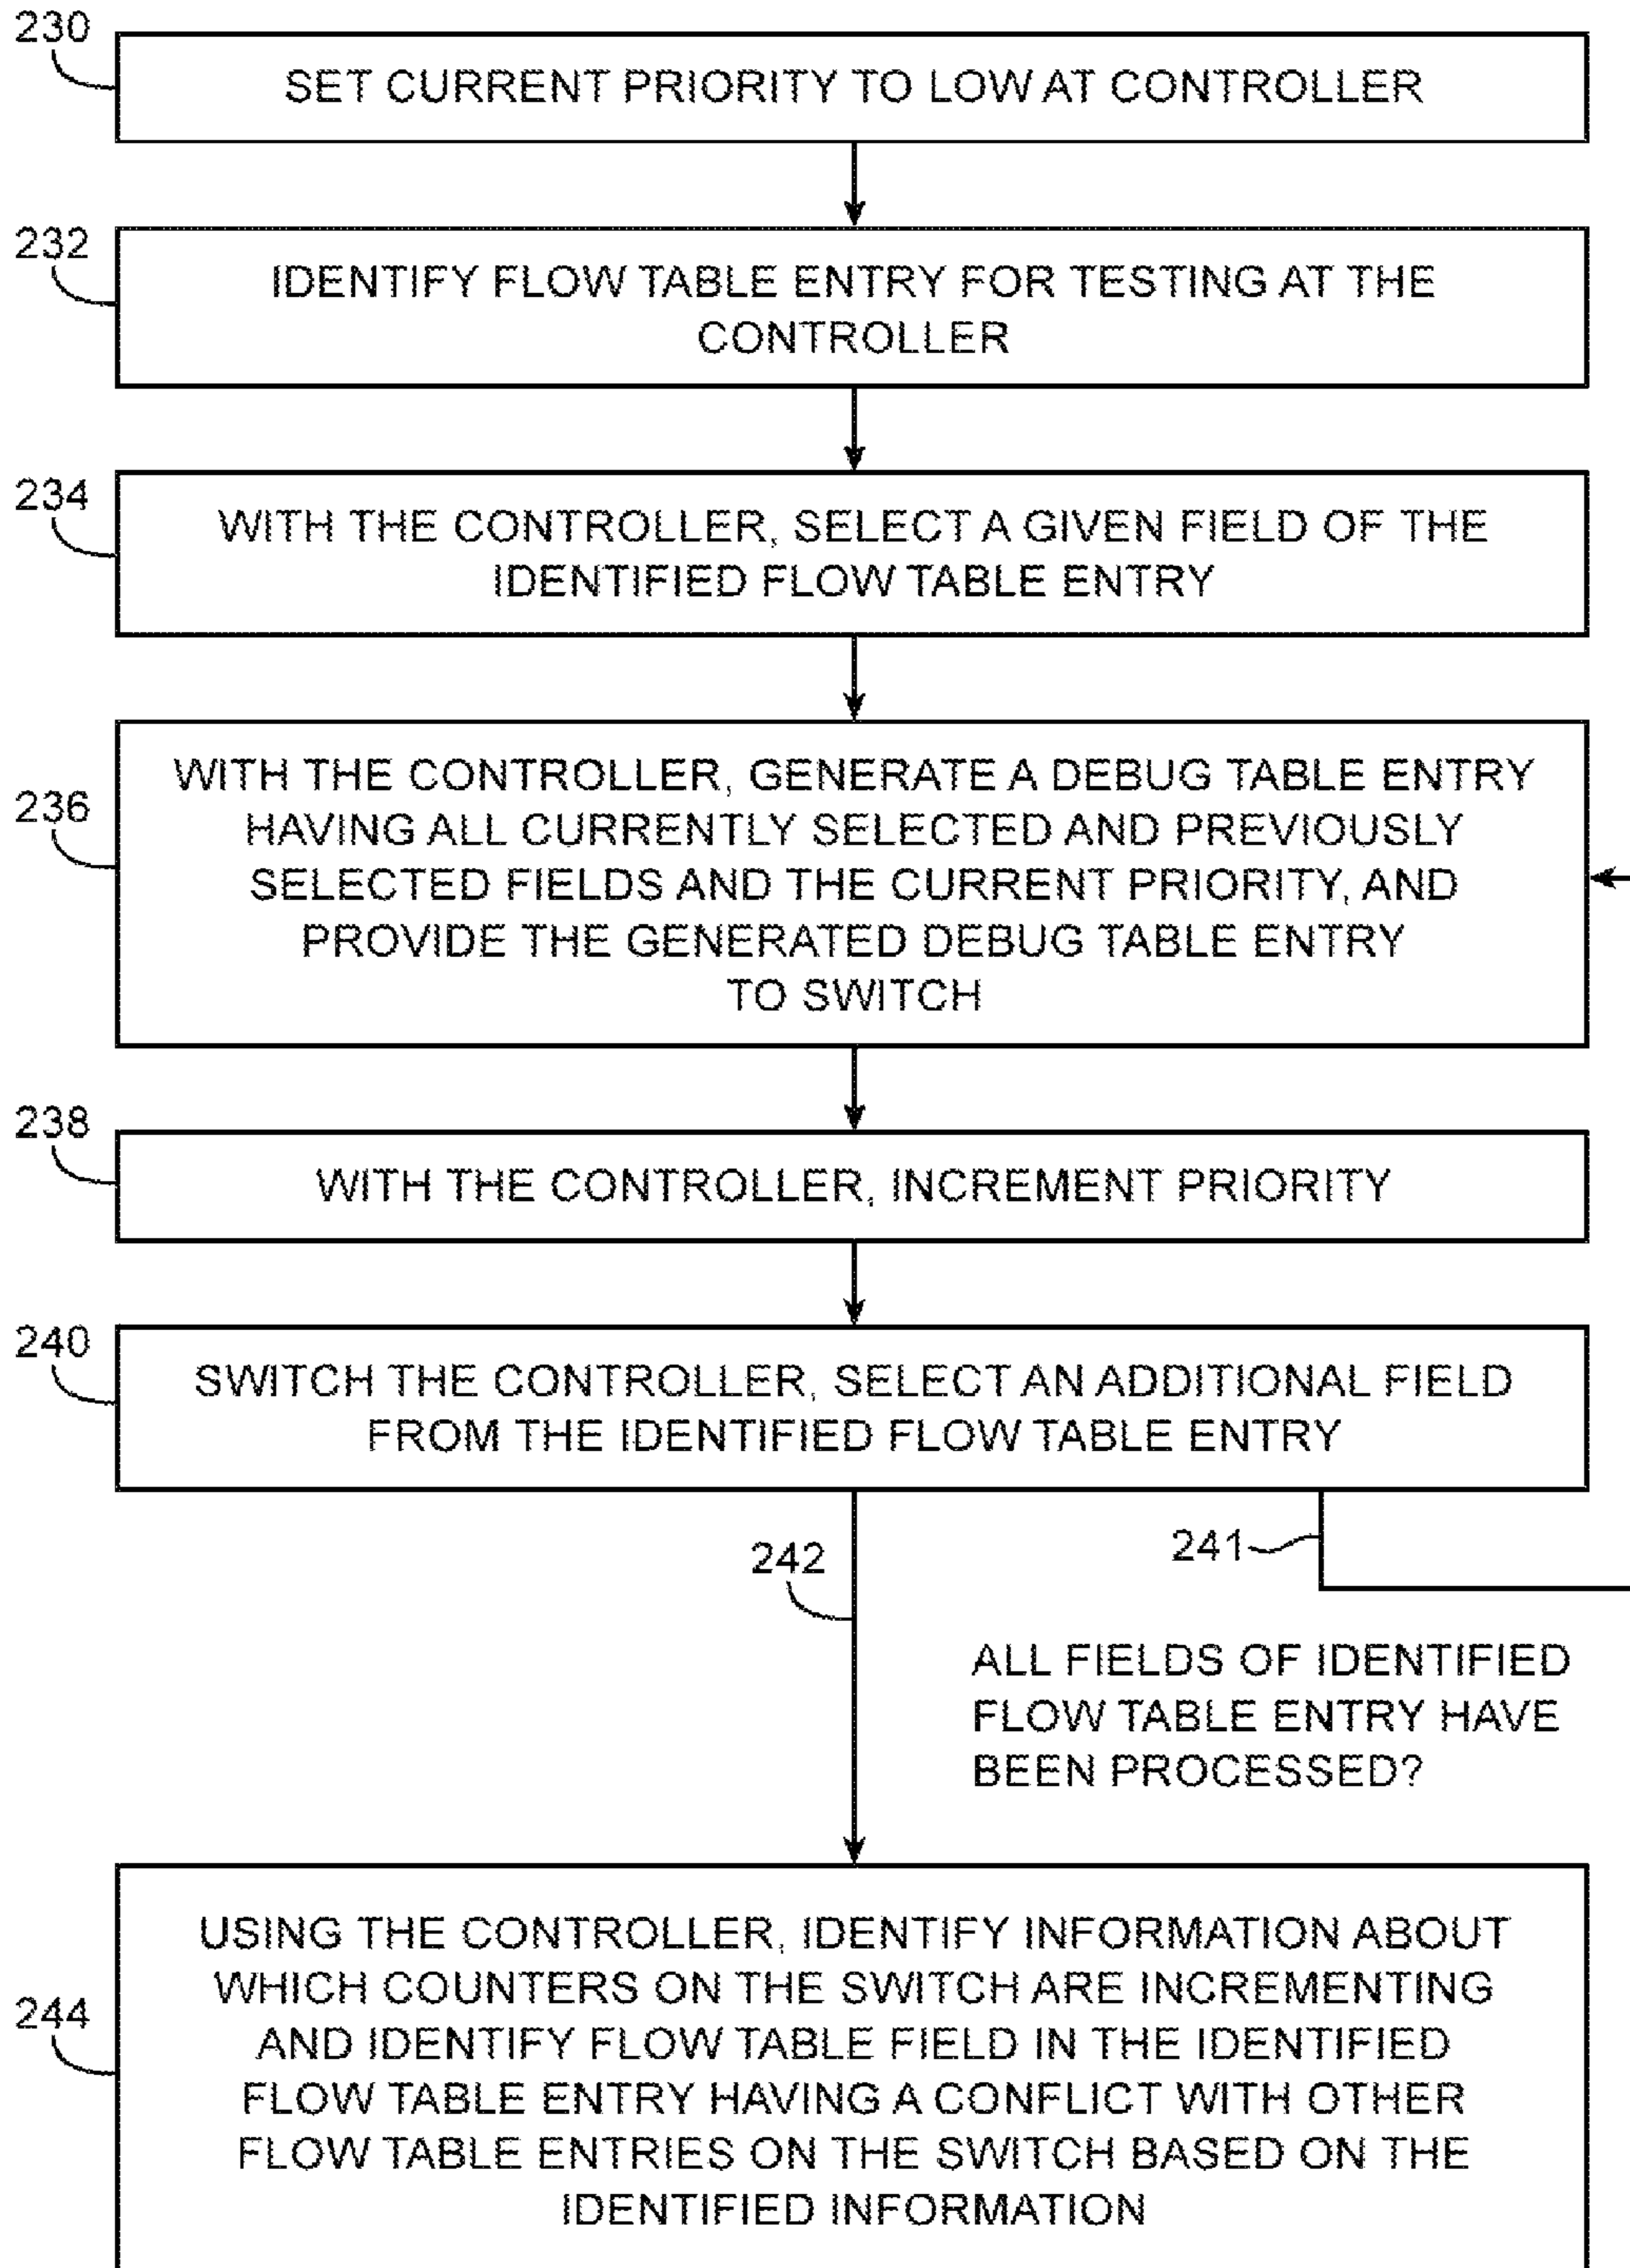 230
SET CURRENT PRIORITY TO LOW AT CONTROLLER
232
IDENTIFY FLOW TABLE ENTRY FOR TESTING AT THE
CONTROLLER
234
WITH THE CONTROLLER, SELECT A GIVEN FIELD OF THE
IDENTIFIED FLOW TABLE ENTRY
236
WITH THE CONTROLLER, GENERATE A DEBUG TABLE ENTRY
HAVING ALL CURRENTLY SELECTED AND PREVIOUSLY
SELECTED FIELDS AND THE CURRENT PRIORITY, AND
PROVIDE THE GENERATED DEBUG TABLE ENTRY
TO SWITCH
238
WITH THE CONTROLLER, INCREMENT PRIORITY
240
SWITCH THE CONTROLLER, SELECT AN ADDITIONAL FIELD
FROM THE IDENTIFIED FLOW TABLE ENTRY
242
241
ALL FIELDS OF IDENTIFIED
FLOW TABLE ENTRY HAVE
BEEN PROCESSED?
244
USING THE CONTROLLER, IDENTIFY INFORMATION ABOUT
WHICH COUNTERS ON THE SWITCH ARE INCREMENTING
AND IDENTIFY FLOW TABLE FIELD IN THE IDENTIFIED
FLOW TABLE ENTRY HAVING A CONFLICT WITH OTHER
FLOW TABLE ENTRIES ON THE SWITCH BASED ON THE
IDENTIFIED INFORMATION